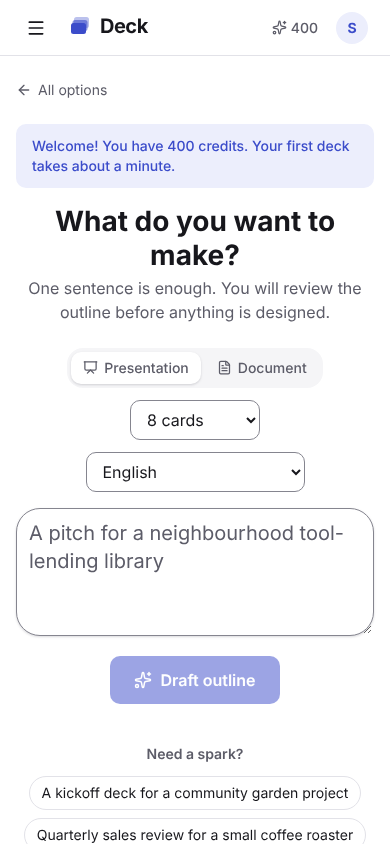 Deck
400
S
All options
Welcome! You have 400 credits. Your first deck
takes about a minute.
What do you want to
make?
One sentence is enough. You will review the
outline before anything is designed.
Presentation
Document
8 cards
English
A pitch for a neighbourhood tool-
lending library
Draft outline
Need a spark?
A kickoff deck for a community garden project
Quarterly sales review for a small coffee roaster